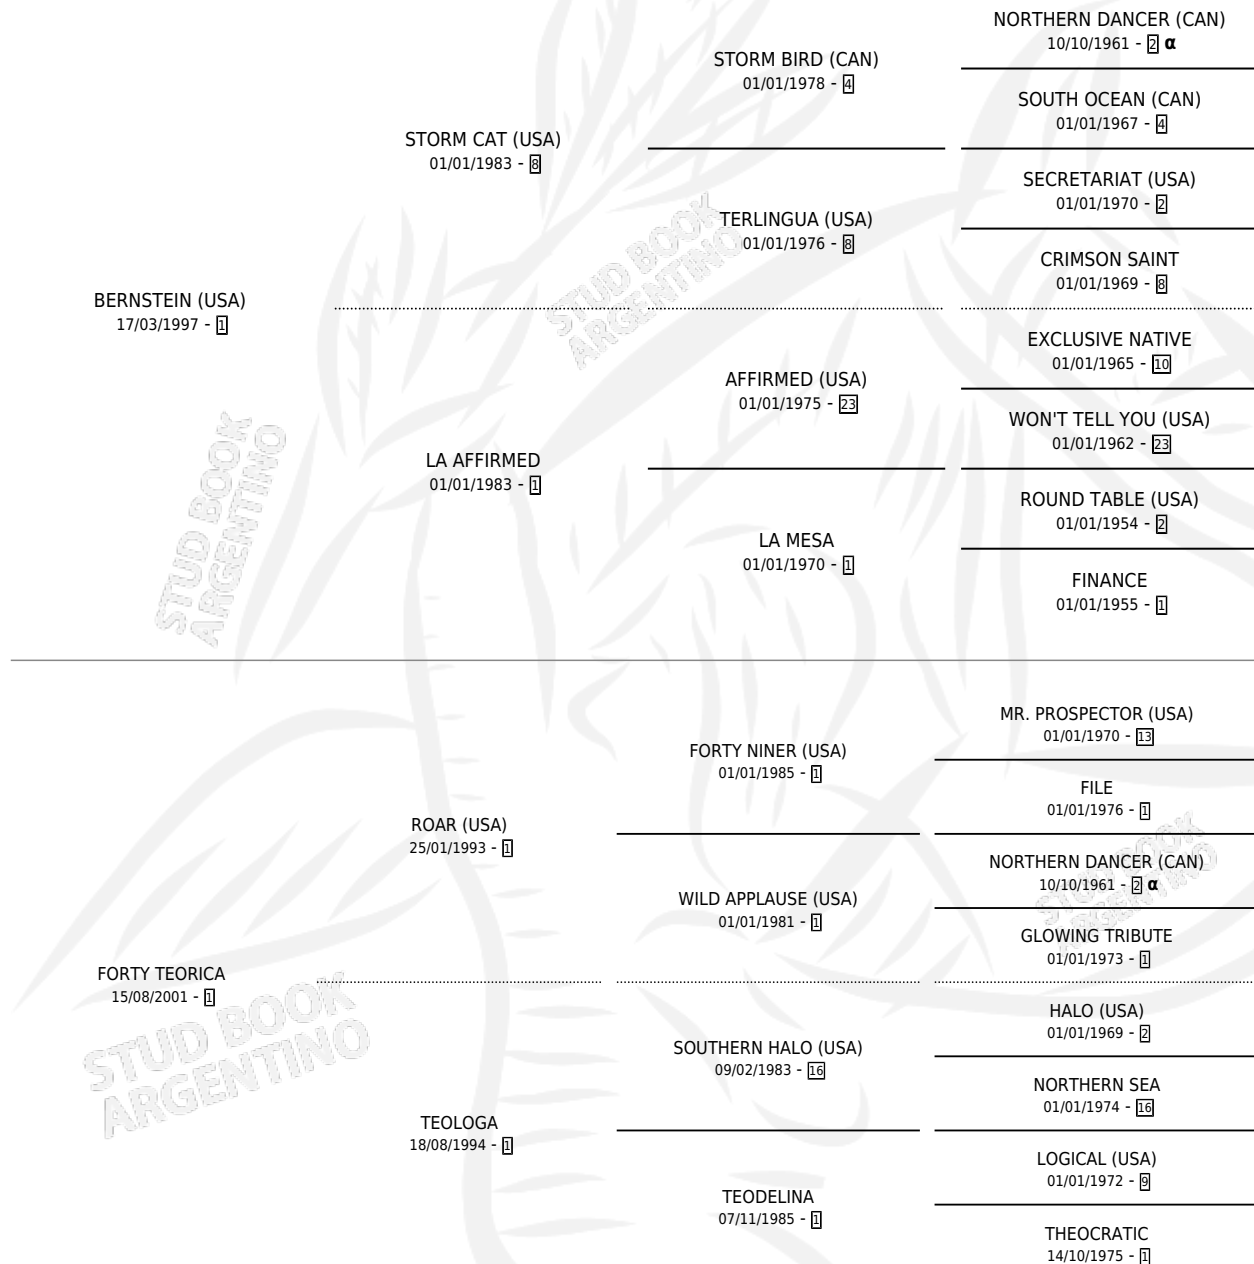 NORTHERN DANCER (CAN)
10/10/1961 - 2 α
STORM BIRD (CAN)
01/01/1978 - 4
SOUTH OCEAN (CAN)
01/01/1967 - 4
STORM CAT (USA)
01/01/1983 - 8
SECRETARIAT (USA)
01/01/1970 - 2
TERLINGUA (USA)
01/01/1976 - 8
CRIMSON SAINT
01/01/1969 - 8
BERNSTEIN (USA)
17/03/1997 - 1
EXCLUSIVE NATIVE
01/01/1965 - 10
AFFIRMED (USA)
01/01/1975 - 23
WON'T TELL YOU (USA)
01/01/1962 - 23
LA AFFIRMED
01/01/1983 - 1
ROUND TABLE (USA)
01/01/1954 - 2
LA MESA
01/01/1970 - 1
FINANCE
01/01/1955 - 1
STUD BOOK
ARGENTINO
STUD BOOK
ARGENTINO
MR. PROSPECTOR (USA)
01/01/1970 - 13
FORTY NINER (USA)
01/01/1985 - 1
FILE
01/01/1976 - 1
ROAR (USA)
25/01/1993 - 1
NORTHERN DANCER (CAN)
10/10/1961 - 2 α
WILD APPLAUSE (USA)
01/01/1981 - 1
GLOWING TRIBUTE
01/01/1973 - 1
FORTY TEORICA
15/08/2001 - 1
HALO (USA)
01/01/1969 - 2
SOUTHERN HALO (USA)
09/02/1983 - 16
NORTHERN SEA
01/01/1974 - 16
TEOLOGA
18/08/1994 - 1
LOGICAL (USA)
01/01/1972 - 9
TEODELINA
07/11/1985 - 1
THEOCRATIC
14/10/1975 - 1
STUD BOOK
ARGENTINO
STUD BOOK
ARGENTINO